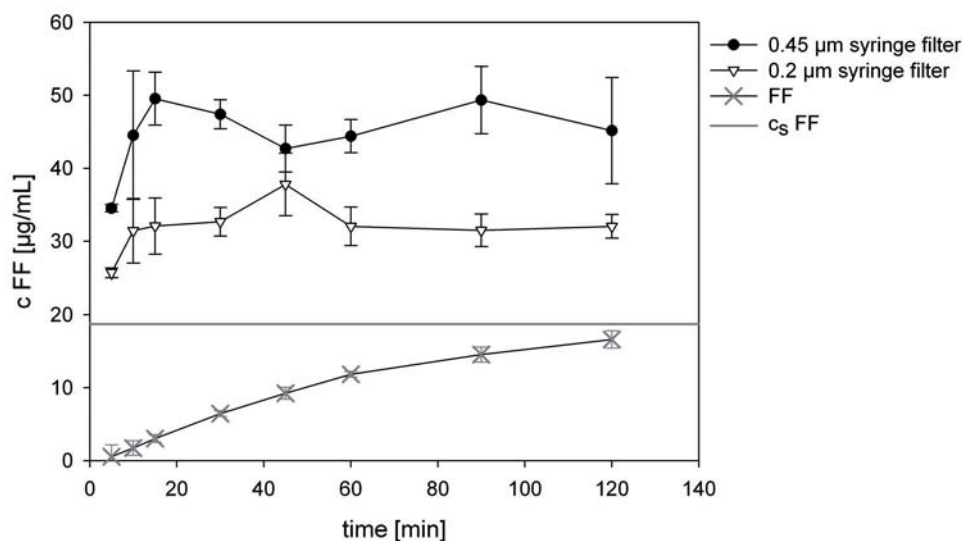 60
50
40
30
20
10
0
c FF [µg/mL]
0 20 40 60 80 100 120 140
time [min]
0.45 µm syringe filter
0.2 µm syringe filter
FF
cs FF